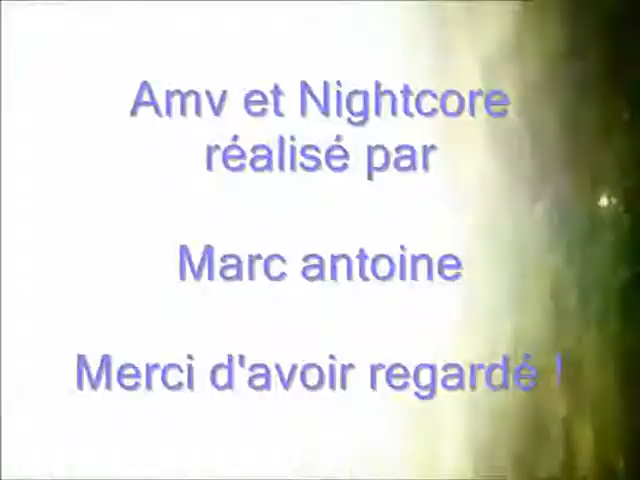 Amv et Nightcore
réalisé par
Marc antoine
Merci d'avoir regardé !